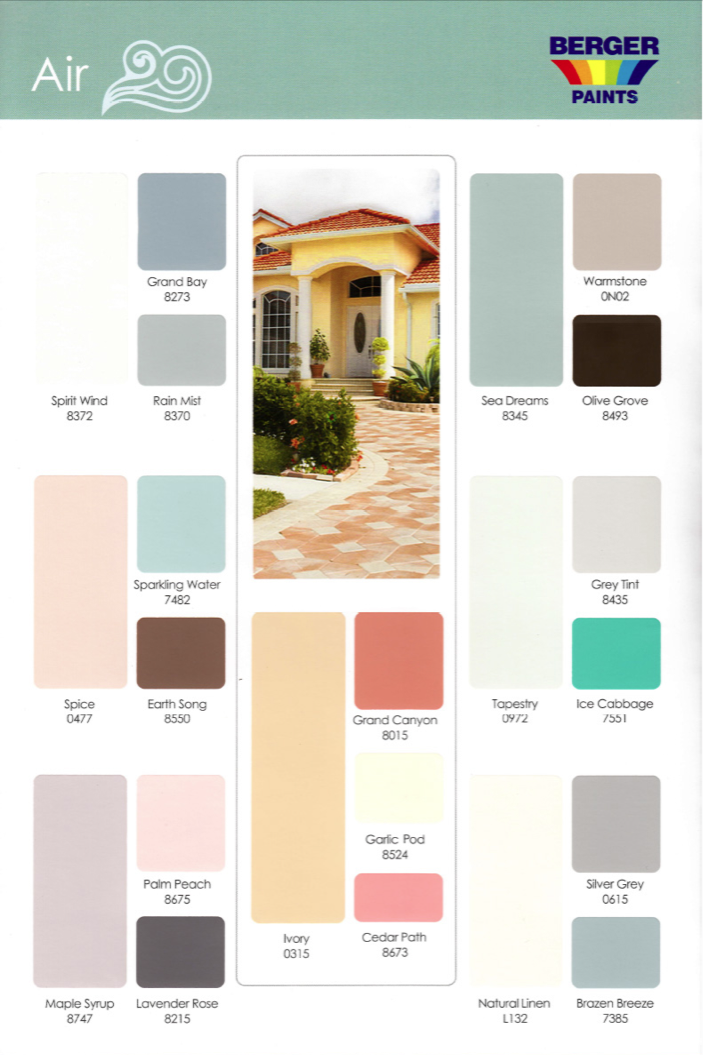 Air
BERGER
PAINTS
Grand Bay
8273
Spirit Wind
8372
Rain Mist
8370
Sea Dreams
8345
Warmstone
0N02
Olive Grove
8493
Sparkling Water
7482
Spice
0477
Earth Song
8550
Grand Canyon
8015
Garlic Pod
8524
Ivory
0315
Cedar Path
8673
Grey Tint
8435
Tapestry
0972
Ice Cabbage
7551
Palm Peach
8675
Maple Syrup
8747
Lavender Rose
8215
Silver Grey
0615
Natural Linen
L132
Brazen Breeze
7385